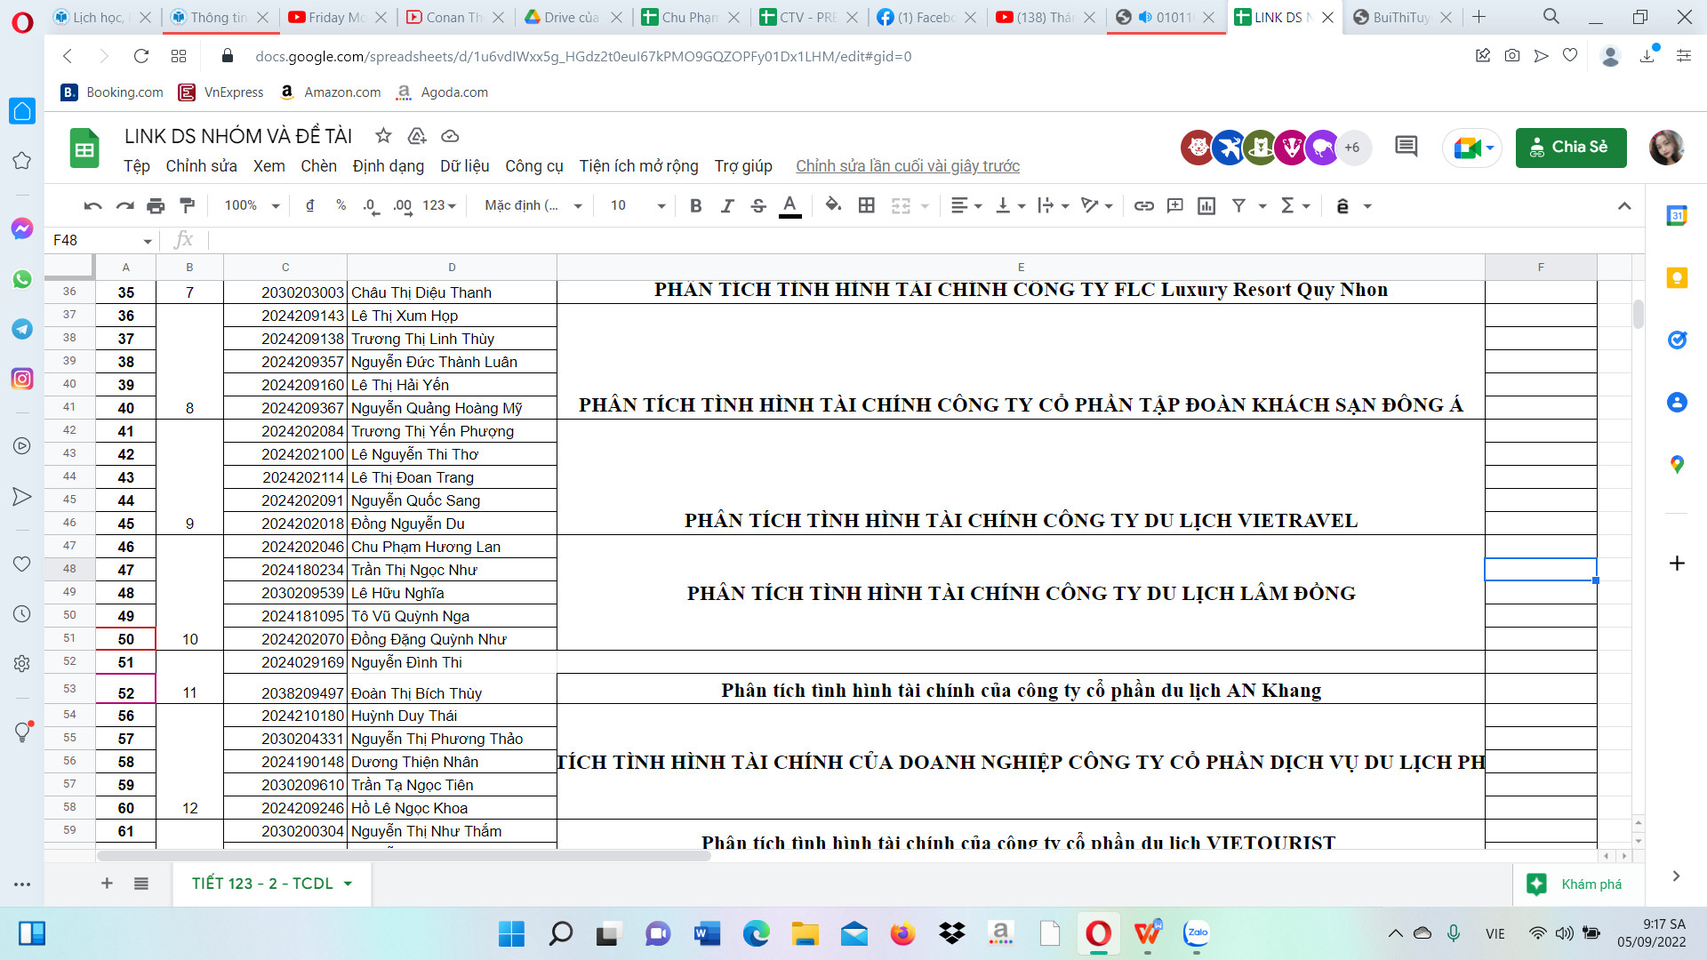 Lịch học,
Thông tin
Friday Mo
Conan Th
Drive của
Chu Phạm
CTV - PRE
(1) Facebo
(138) Thá
01011
LINK DS N
BuiThiTuy
docs.google.com/spreadsheets/d/1u6vdIWxx5g_HGdz2t0euI67kPMO9GQZOPFy01Dx1LHM/edit#gid=0
Booking.com VnExpress Amazon.com Agoda.com
LINK DS NHÓM VÀ ĐỀ TÀI
+6
Chia Sẻ
Tệp Chỉnh sửa Xem Chèn Định dạng Dữ liệu Công cụ Tiện ích mở rộng Trợ giúp Chỉnh sửa lần cuối vài giây trước
100% ₫ % .0 .00 123 Mặc định (... 10 B I S A ê
F48 fx
A B C D E F
36 35 7 2030203003 Châu Thị Diệu Thanh PHÂN TÍCH TÌNH HÌNH TÀI CHÍNH CÔNG TY FLC Luxury Resort Quy Nhon
37 36 2024209143 Lê Thị Xum Họp
38 37 2024209138 Trương Thị Linh Thùy
39 38 2024209357 Nguyễn Đức Thành Luân
40 39 2024209160 Lê Thị Hải Yến
41 40 8 2024209367 Nguyễn Quảng Hoàng Mỹ PHÂN TÍCH TÌNH HÌNH TÀI CHÍNH CÔNG TY CỔ PHẦN TẬP ĐOÀN KHÁCH SẠN ĐÔNG Á
42 41 2024202084 Trương Thị Yến Phượng
43 42 2024202100 Lê Nguyễn Thi Thơ
44 43 2024202114 Lê Thị Đoan Trang
45 44 2024202091 Nguyễn Quốc Sang
46 45 9 2024202018 Đồng Nguyễn Du PHÂN TÍCH TÌNH HÌNH TÀI CHÍNH CÔNG TY DU LỊCH VIETRAVEL
47 46 2024202046 Chu Phạm Hương Lan
48 47 2024180234 Trần Thị Ngọc Như
49 48 2030209539 Lê Hữu Nghĩa PHÂN TÍCH TÌNH HÌNH TÀI CHÍNH CÔNG TY DU LỊCH LÂM ĐỒNG
50 49 2024181095 Tô Vũ Quỳnh Nga
51 50 10 2024202070 Đồng Đặng Quỳnh Như
52 51 2024029169 Nguyễn Đình Thi
53 52 11 2038209497 Đoàn Thị Bích Thùy Phân tích tình hình tài chính của công ty cổ phần du lịch AN Khang
54 56 2024210180 Huỳnh Duy Thái
55 57 2030204331 Nguyễn Thị Phương Thảo
56 58 2024190148 Dương Thiện Nhân TÍCH TÌNH HÌNH TÀI CHÍNH CỦA DOANH NGHIỆP CÔNG TY CỔ PHẦN DỊCH VỤ DU LỊCH PH
57 59 2030209610 Trần Tạ Ngọc Tiên
58 60 12 2024209246 Hồ Lê Ngọc Khoa
59 61 2030200304 Nguyễn Thị Như Thắm
Phân tích tình hình tài chính của công ty cổ phần du lịch VIETOURIST
TIẾT 123 - 2 - TCDL
Khám phá
VIE
9:17 SA
05/09/2022